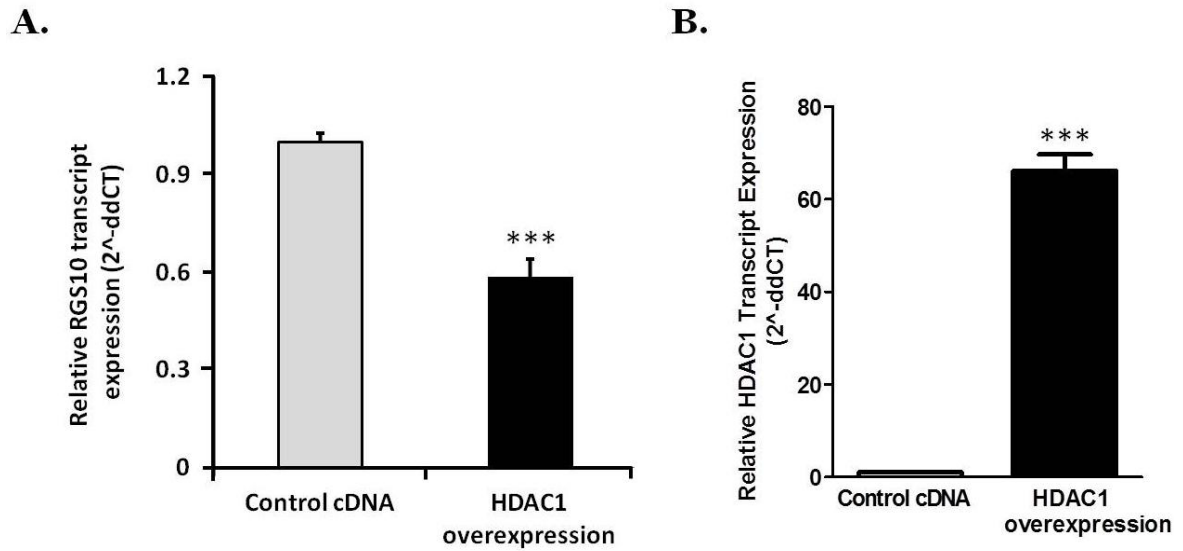 A.
Relative RGS10 transcript
expression (2^-ddCT)
1.2
0.9
0.6
0.3
0
***
Control cDNA
HDAC1
overexpression
B.
Relative HDAC1 Transcript Expression
(2^-ddCT)
80
60
40
20
0
***
Control cDNA
HDAC1
overexpression